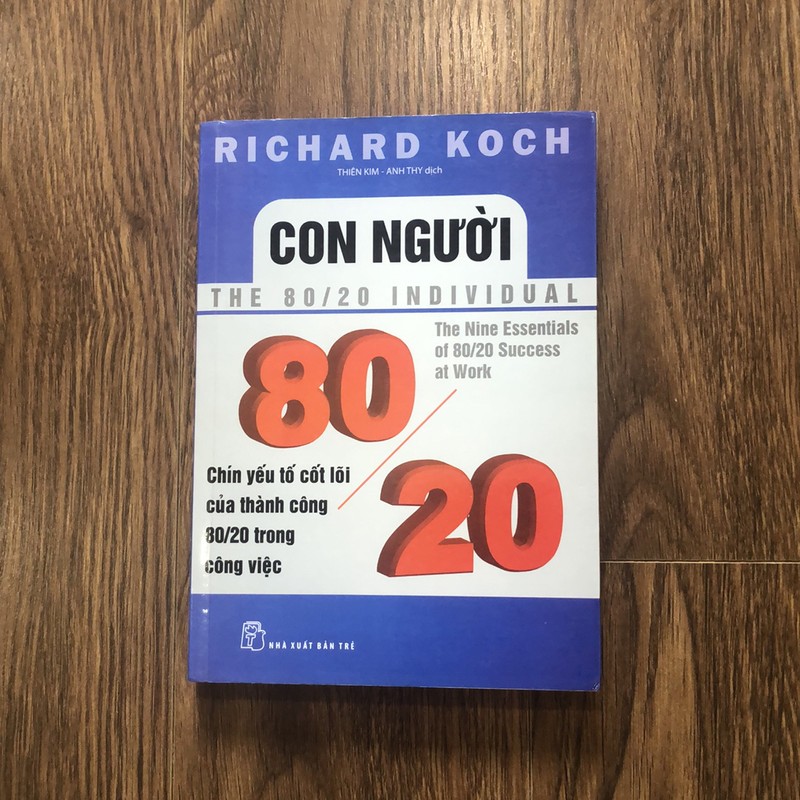 RICHARD KOCH
THIÊN KIM - ANH THY dịch
CON NGƯỜI
THE 80/20 INDIVIDUAL
80
The Nine Essentials
of 80/20 Success
at Work
/
20
Chín yếu tố cốt lõi
của thành công
80/20 trong
công việc
NHÀ XUẤT BẢN TRẺ